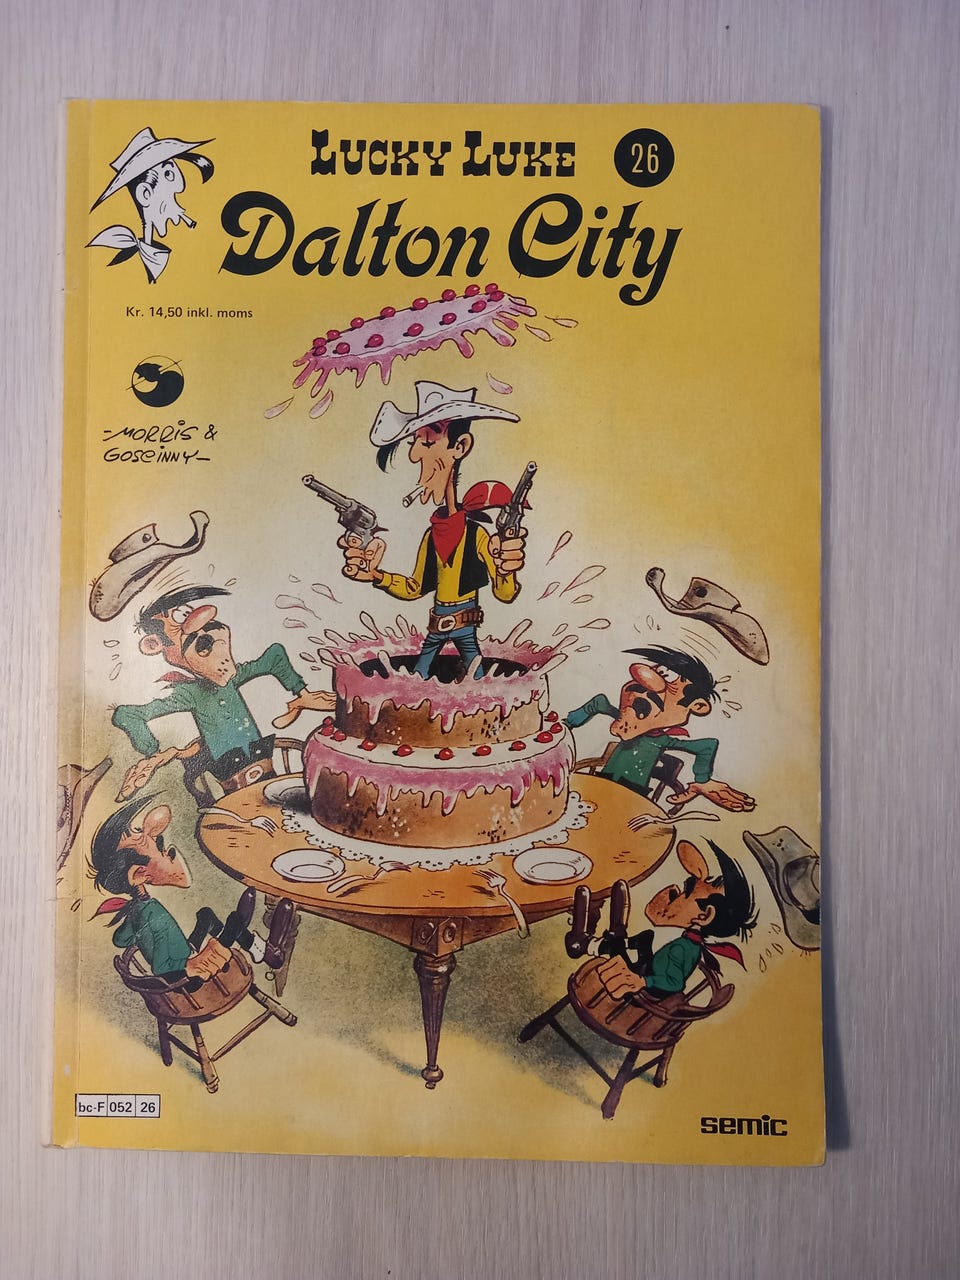 LUCKY LUKE 26
Dalton City
Kr. 14,50 inkl. moms
-MORRIS &
GOSCINNY-
bc-F 052 26
semic